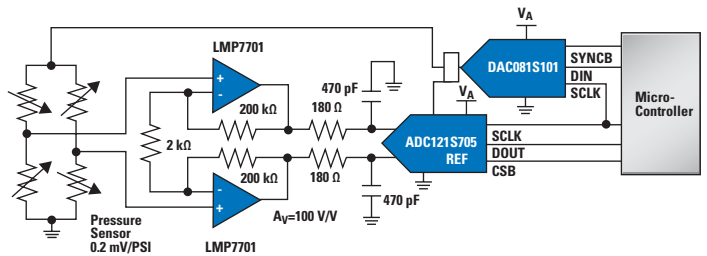 V_A
LMP7701
DAC081S101
SYNCB
DIN
SCLK
Micro-
Controller
+
-
470 pF
V_A
200 kΩ
180 Ω
2 kΩ
ADC121S705
REF
SCLK
DOUT
CSB
200 kΩ
180 Ω
-
+
470 pF
A_V=100 V/V
Pressure
Sensor
0.2 mV/PSI
LMP7701